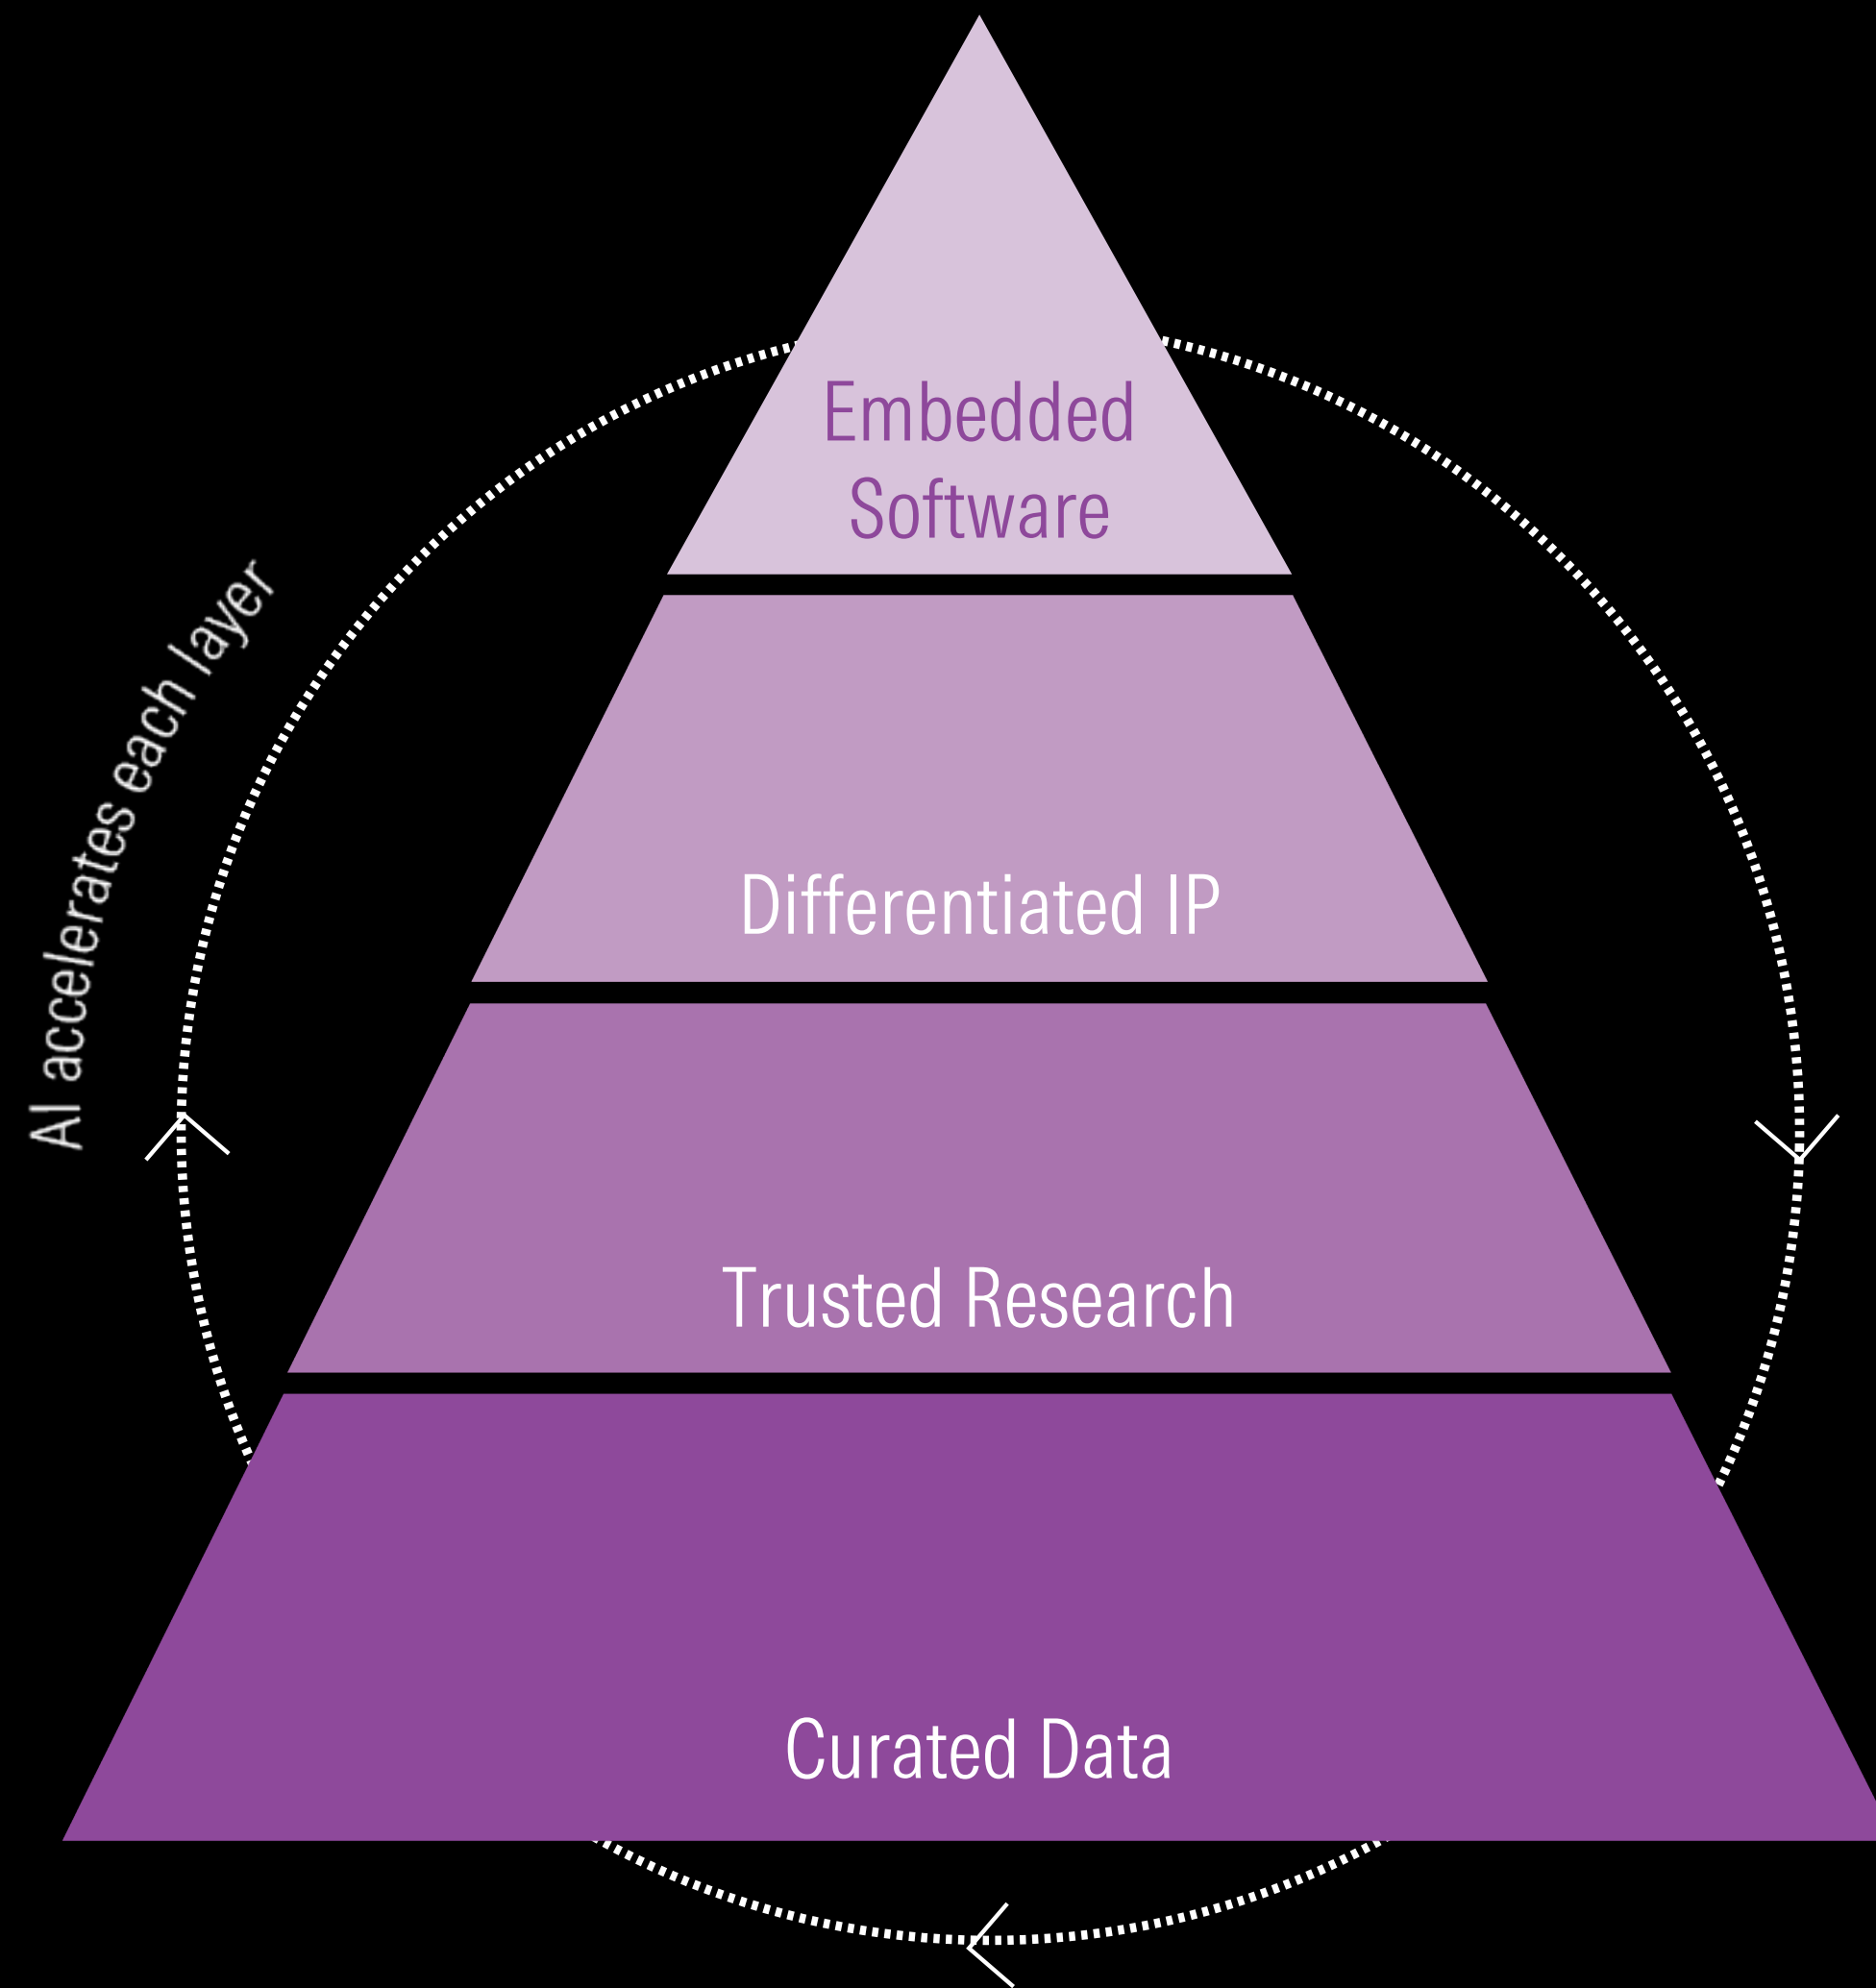 Embedded
Software
AI accelerates each layer
Differentiated IP
Trusted Research
Curated Data